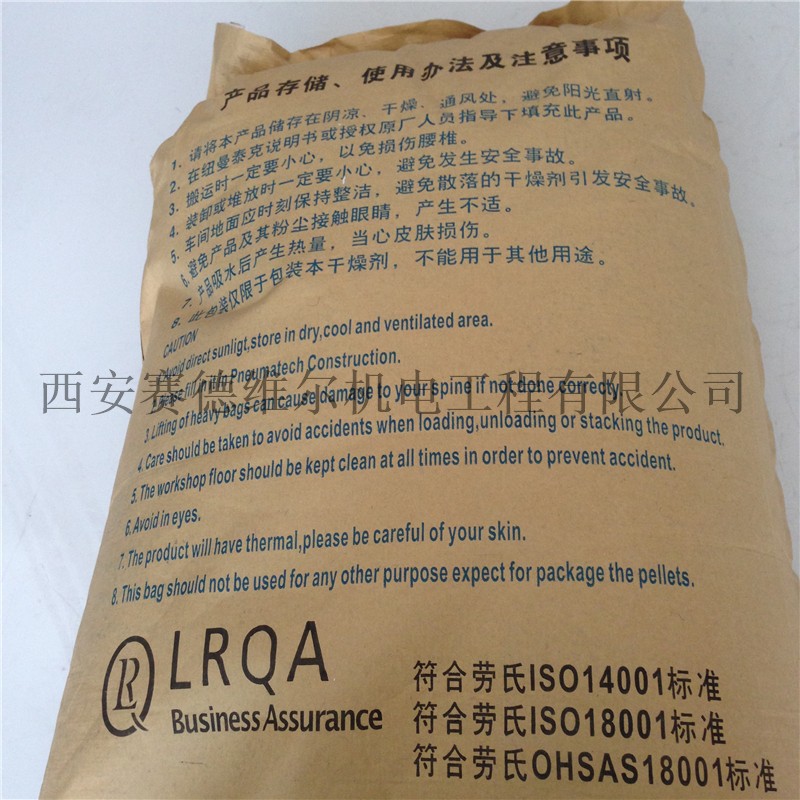 产品存储、使用办法及注意事项
1、请将本产品储存在阴凉、干燥、通风处，避免阳光直射。
2、在纽曼泰克说明书或授权原厂人员指导下填充此产品。
3、搬运时一定要小心，以免损伤腰椎。
4、装卸或堆放时一定要小心，避免发生安全事故。
5、车间地面应时刻保持整洁，避免散落的干燥剂引发安全事故。
6、避免产品及其粉尘接触眼睛，产生不适。
7、产品吸水后产生热量，当心皮肤损伤。
8、此包装仅限于包装本干燥剂，不能用于其他用途。
CAUTION
Avoid direct sunligt,store in dry,cool and ventilated area.
fill,in the Pneumatech Construction.
西安赛德维尔机电工程有限公司
3. Lifting of heavy bags can cause damage to your spine if not done correctly.
4. Care should be taken to avoid accidents when loading,unloading or stacking the product.
5. The workshop floor should be kept clean at all times in order to prevent accident.
6. Avoid in eyes.
7. The product will have thermal,please be careful of your skin.
8. This bag should not be used for any other purpose expect for package the pellets.
LRQA
Business Assurance
符合劳氏ISO14001标准
符合劳氏ISO18001标准
符合劳氏OHSAS18001标准